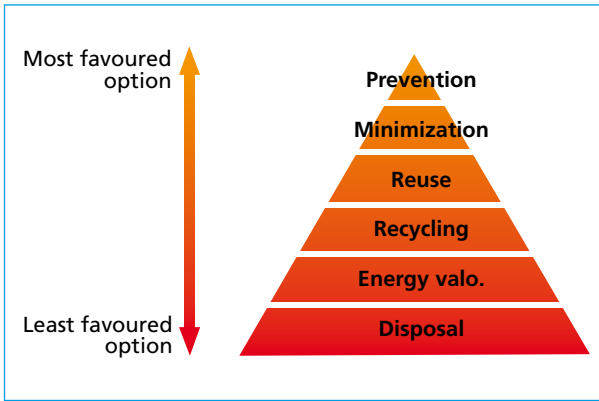 Most favoured
option
Prevention
Minimization
Reuse
Recycling
Energy valo.
Least favoured
option
Disposal